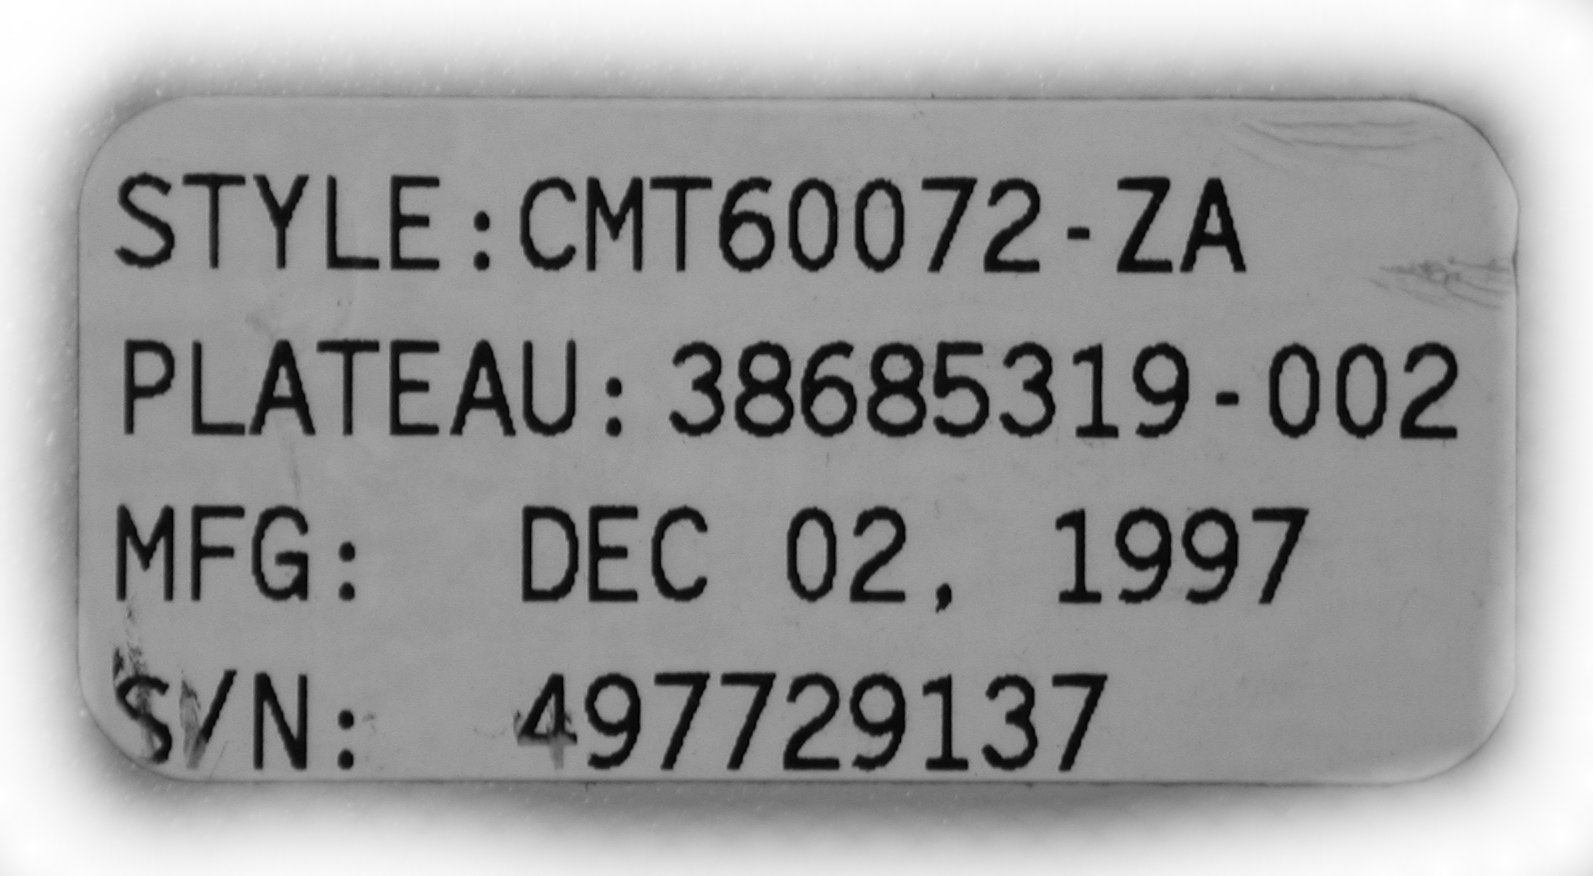 STYLE:CMT60072-ZA
PLATEAU: 38685319-002
MFG: DEC 02, 1997
S/N: 497729137